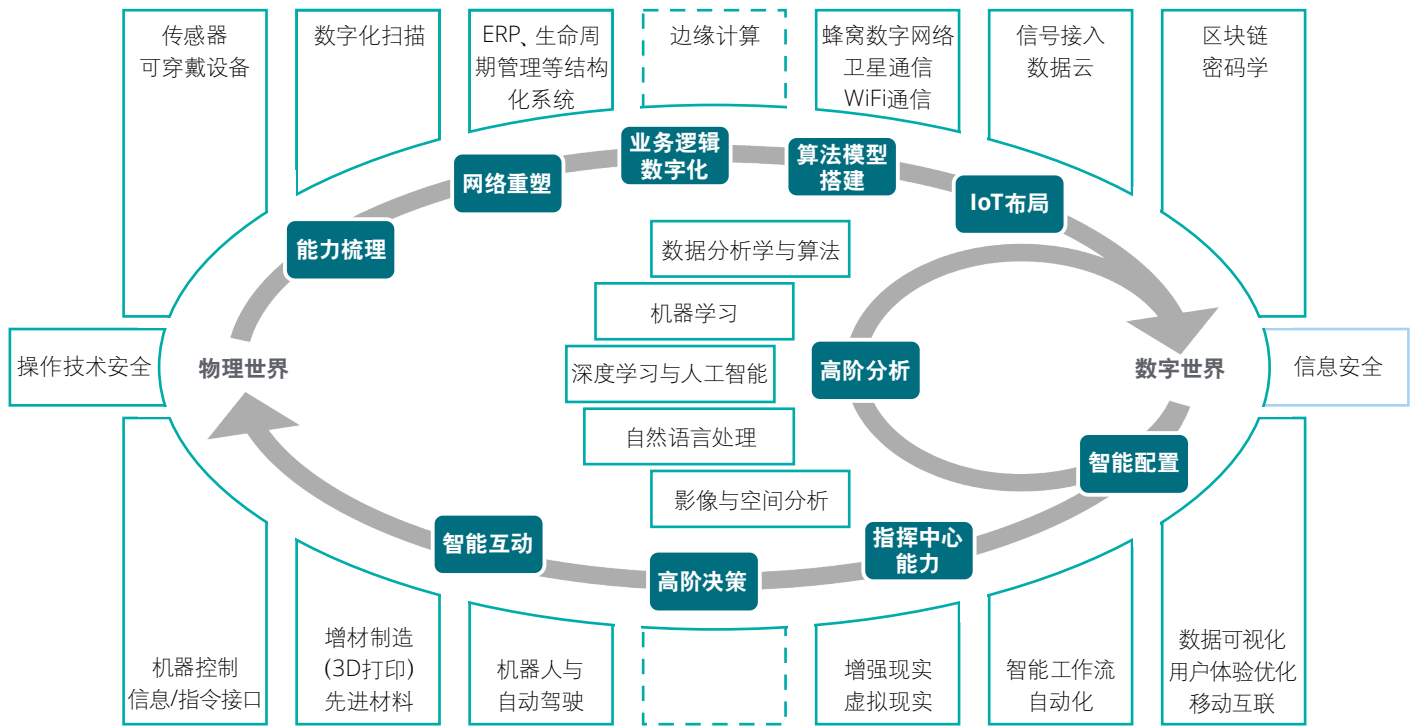 传感器
可穿戴设备
数字化扫描
ERP、生命周
期管理等结构
化系统
边缘计算
蜂窝数字网络
卫星通信
WiFi通信
信号接入
数据云
区块链
密码学
业务逻辑
数字化
算法模型
搭建
网络重塑
IoT布局
能力梳理
数据分析学与算法
机器学习
操作技术安全
物理世界
深度学习与人工智能
高阶分析
数字世界
信息安全
自然语言处理
智能配置
影像与空间分析
智能互动
高阶决策
指挥中心
能力
机器控制
信息/指令接口
增材制造
(3D打印)
先进材料
机器人与
自动驾驶
增强现实
虚拟现实
智能工作流
自动化
数据可视化
用户体验优化
移动互联